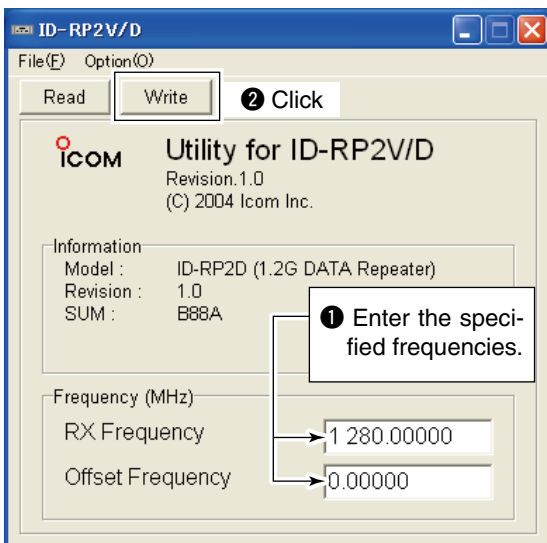 ID-RP2V/D
File(F) Option(O)
Read Write ❷ Click
ICOM Utility for ID-RP2V/D
Revision.1.0
(C) 2004 Icom Inc.
Information
Model : ID-RP2D (1.2G DATA Repeater)
Revision : 1.0
SUM : B88A
❶ Enter the speci-
fied frequencies.
Frequency (MHz)
RX Frequency 1 280.00000
Offset Frequency 0.00000